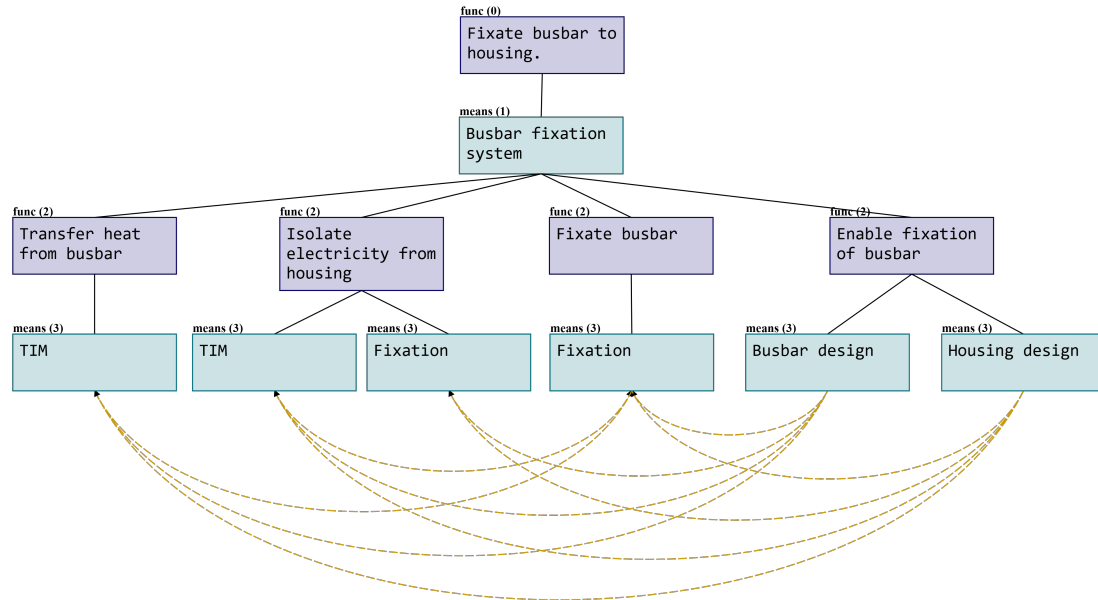 func (0)
Fixate busbar to
housing.
means (1)
Busbar fixation
system
func (2)
Transfer heat
from busbar
func (2)
Isolate
electricity from
housing
func (2)
Fixate busbar
func (2)
Enable fixation
of busbar
means (3)
TIM
means (3)
TIM
means (3)
Fixation
means (3)
Fixation
means (3)
Busbar design
means (3)
Housing design